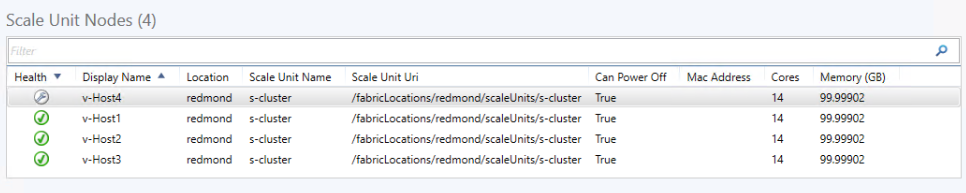 Scale Unit Nodes (4)
Filter
Health Display Name Location Scale Unit Name Scale Unit Uri Can Power Off Mac Address Cores Memory (GB)
v-Host4 redmond s-cluster /fabricLocations/redmond/scaleUnits/s-cluster True 14 99.99902
v-Host1 redmond s-cluster /fabricLocations/redmond/scaleUnits/s-cluster True 14 99.99902
v-Host2 redmond s-cluster /fabricLocations/redmond/scaleUnits/s-cluster True 14 99.99902
v-Host3 redmond s-cluster /fabricLocations/redmond/scaleUnits/s-cluster True 14 99.99902